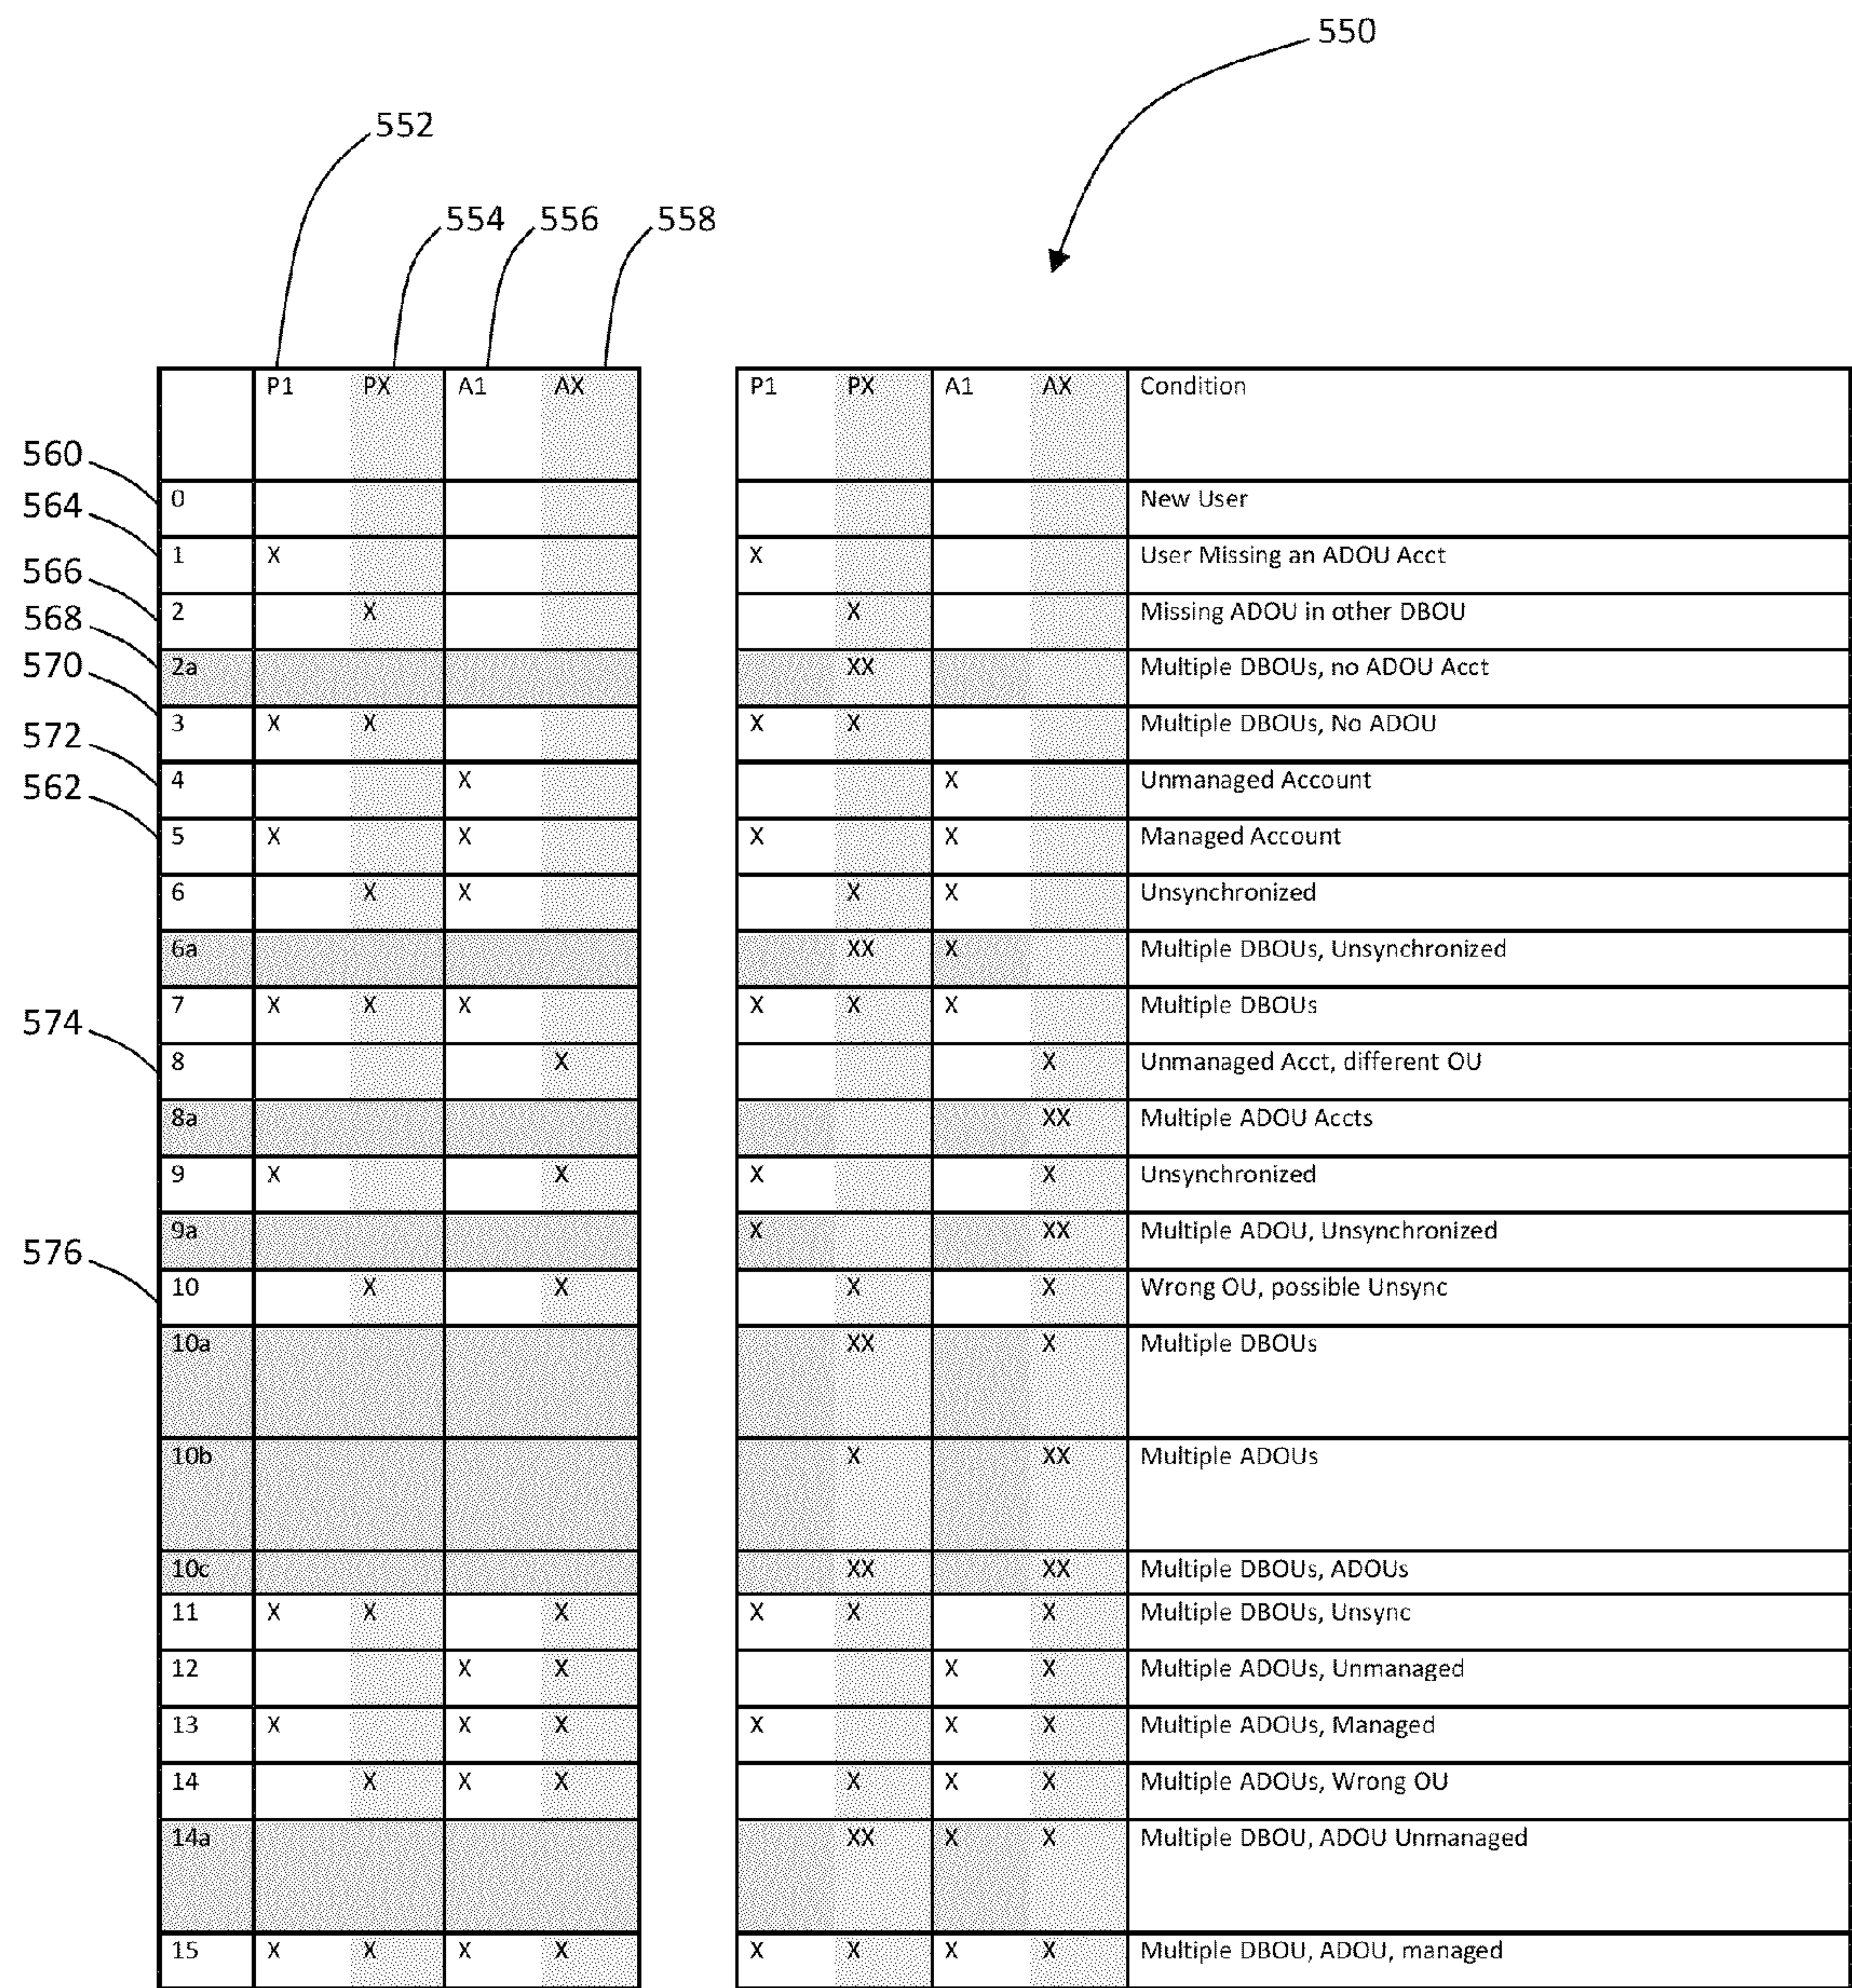 550
552
554 556 558
P1 PX A1 AX P1 PX A1 AX Condition
560
0 New User
564
1 X X User Missing an ADOU Acct
566
2 X X Missing ADOU in other DBOU
568
2a XX Multiple DBOUs, no ADOU Acct
570
3 X X X X Multiple DBOUs, No ADOU
572
4 X X Unmanaged Account
562
5 X X X X Managed Account
6 X X X X Unsynchronized
6a XX X Multiple DBOUs, Unsynchronized
7 X X X X X X Multiple DBOUs
574
8 X X Unmanaged Acct, different OU
8a XX Multiple ADOU Accts
9 X X X X Unsynchronized
9a X XX Multiple ADOU, Unsynchronized
576
10 X X X X Wrong OU, possible Unsync
10a XX X Multiple DBOUs
10b X XX Multiple ADOUs
10c XX XX Multiple DBOUs, ADOUs
11 X X X X X X Multiple DBOUs, Unsync
12 X X X X Multiple ADOUs, Unmanaged
13 X X X X X X Multiple ADOUs, Managed
14 X X X X X X Multiple ADOUs, Wrong OU
14a XX X X Multiple DBOU, ADOU Unmanaged
15 X X X X X X X X Multiple DBOU, ADOU, managed